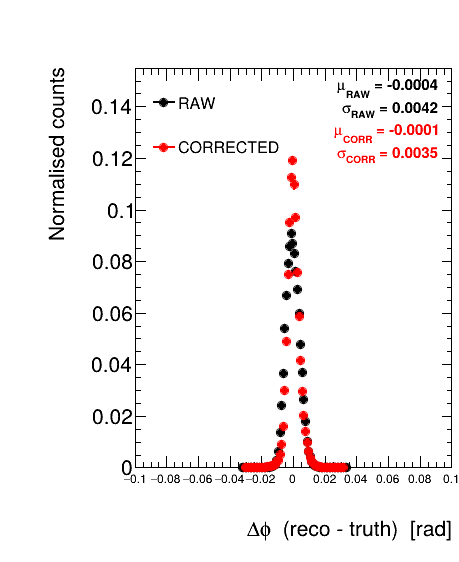 Normalised counts
μRAW = -0.0004
σRAW = 0.0042
μCORR = -0.0001
σCORR = 0.0035
RAW
CORRECTED
0.14
0.12
0.1
0.08
0.06
0.04
0.02
0
−0.1 −0.08 −0.06 −0.04 −0.02 0 0.02 0.04 0.06 0.08 0.1
Δϕ (reco - truth) [rad]